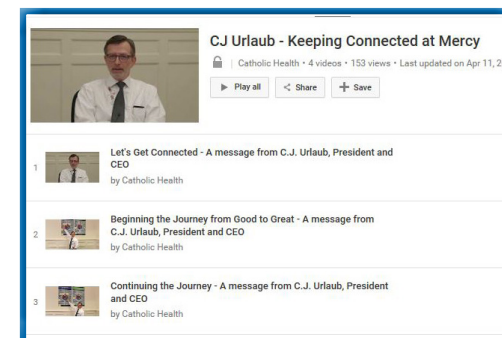 CJ Urlaub - Keeping Connected at Mercy
Catholic Health • 4 videos • 153 views • Last updated on Apr 11, 2
Play all
Share
Save
1
Let's Get Connected - A message from C.J. Urlaub, President and
CEO
by Catholic Health
2
Beginning the Journey from Good to Great - A message from
C.J. Urlaub, President and CEO
by Catholic Health
3
Continuing the Journey - A message from C.J. Urlaub, President
and CEO
by Catholic Health